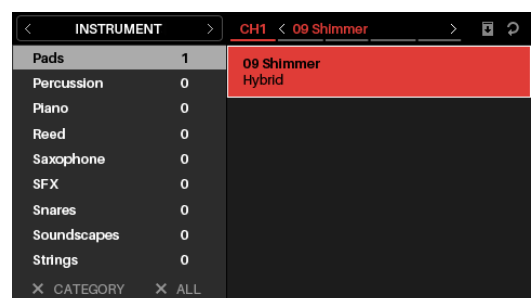 INSTRUMENT
CH1 09 Shimmer
Pads 1
Percussion 0
Piano 0
Reed 0
Saxophone 0
SFX 0
Snares 0
Soundscapes 0
Strings 0
X CATEGORY X ALL
09 Shimmer
Hybrid